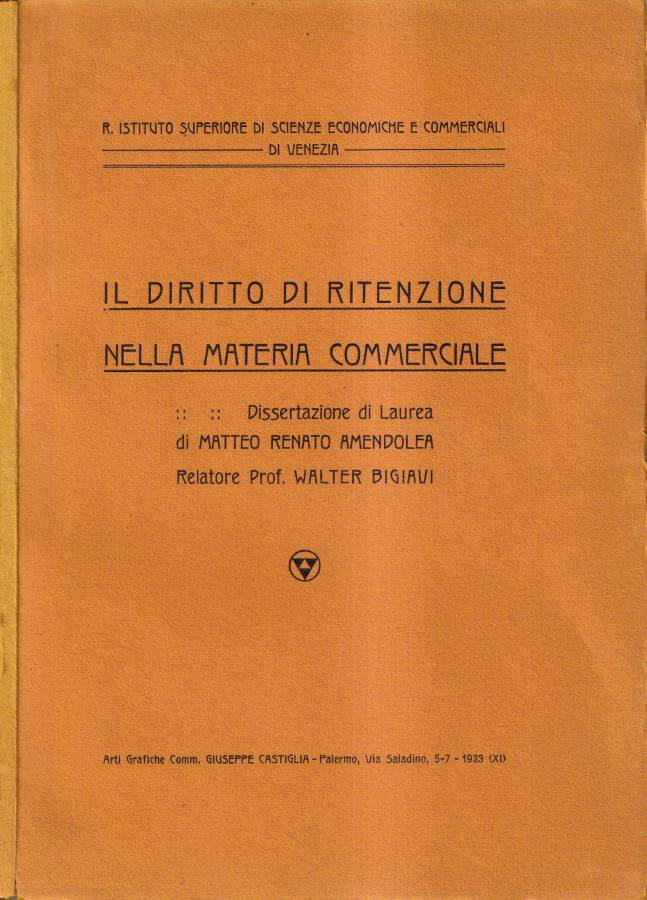 R. ISTITUTO SUPERIORE DI SCIENZE ECONOMICHE E COMMERCIALI
DI VENEZIA
IL DIRITTO DI RITENZIONE
NELLA MATERIA COMMERCIALE
:: :: Dissertazione di Laurea
di MATTEO RENATO AMENDOLEA
Relatore Prof. WALTER BIGIAVI
Arti Grafiche Comm. GIUSEPPE CASTIGLIA - Palermo, Via Saladino, 5-7 - 1933 (XI)